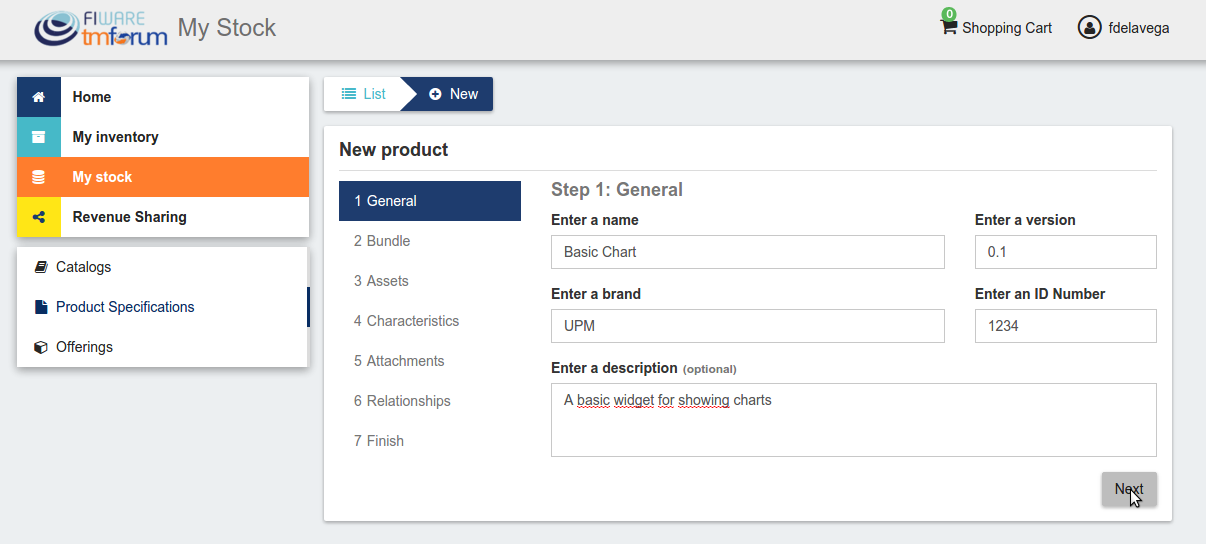 FIWARE
tmforum
My Stock
0
Shopping Cart
fdelavega
Home
My inventory
My stock
Revenue Sharing
Catalogs
Product Specifications
Offerings
List
New
New product
1 General
2 Bundle
3 Assets
4 Characteristics
5 Attachments
6 Relationships
7 Finish
Step 1: General
Enter a name
Enter a version
Basic Chart
0.1
Enter a brand
Enter an ID Number
UPM
1234
Enter a description (optional)
A basic widget for showing charts
Next